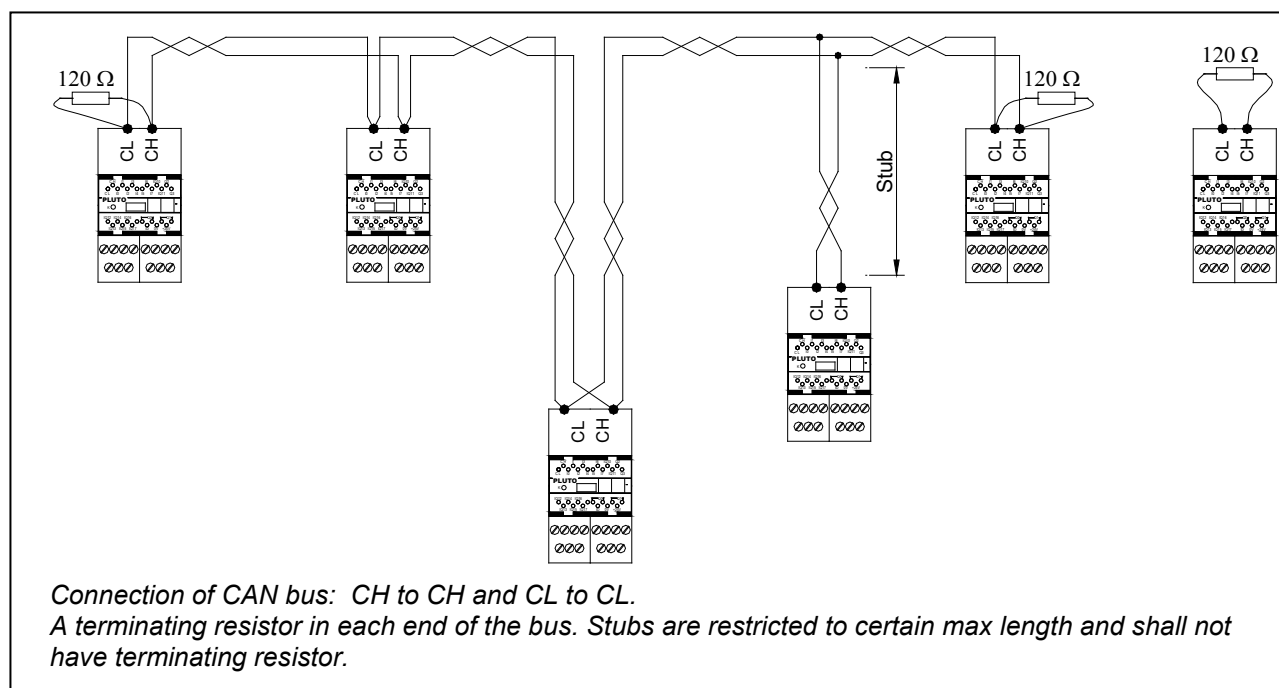 120 Ω
120 Ω
120 Ω
CL CH
CL CH
CL CH
CL CH
Stub
CL CH
CL CH
PLUTO
PLUTO
PLUTO
PLUTO
PLUTO
PLUTO
Connection of CAN bus: CH to CH and CL to CL.
A terminating resistor in each end of the bus. Stubs are restricted to certain max length and shall not
have terminating resistor.